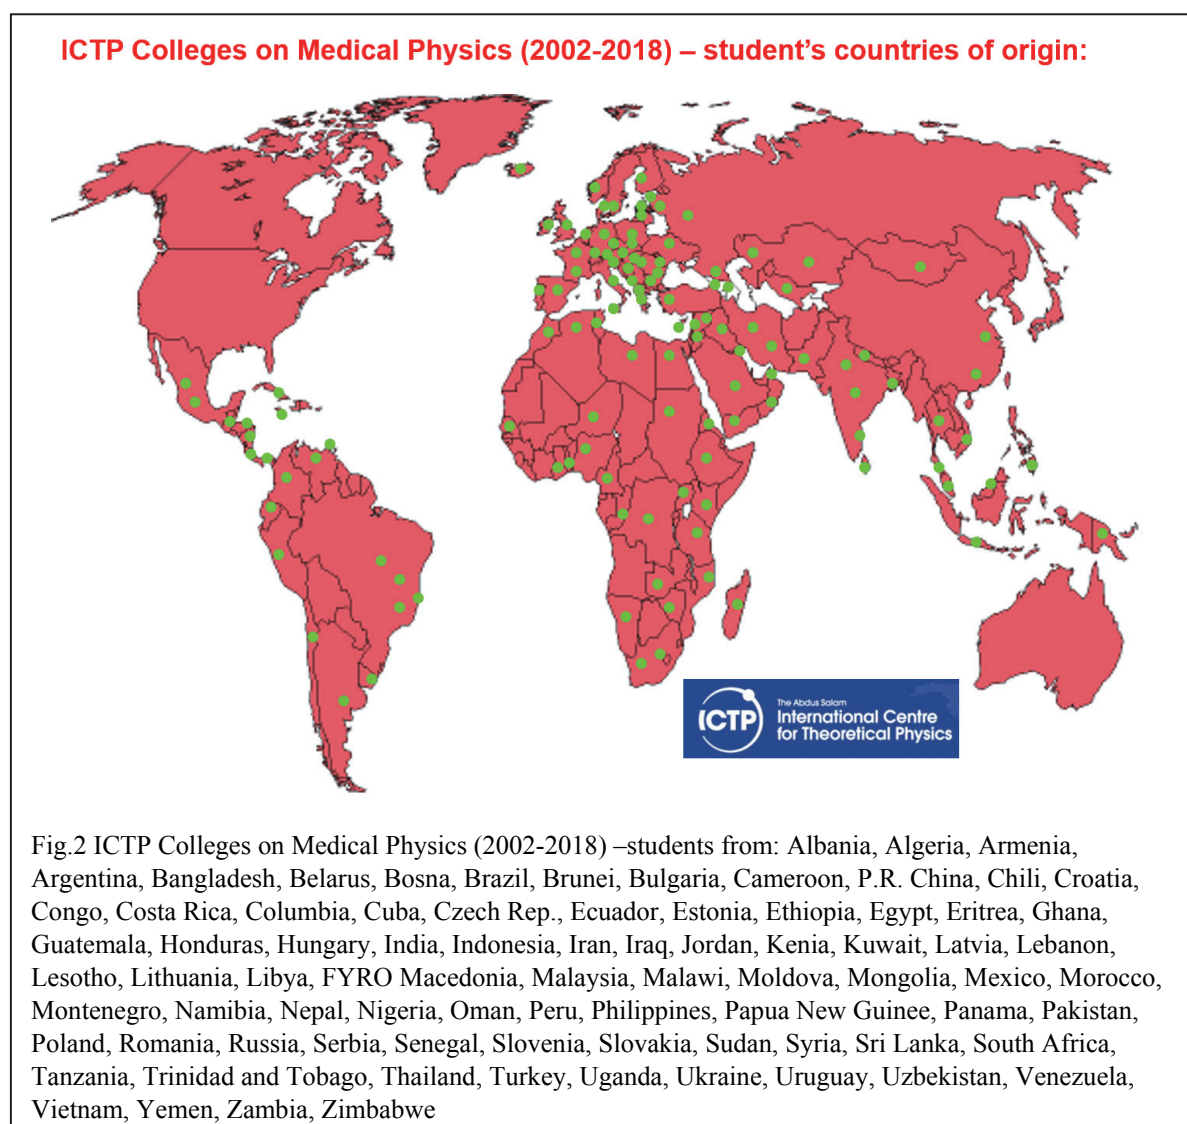 ICTP Colleges on Medical Physics (2002-2018) – student’s countries of origin:
ICTP
The Abdus Salam
International Centre
for Theoretical Physics
Fig.2 ICTP Colleges on Medical Physics (2002-2018) –students from: Albania, Algeria, Armenia,
Argentina, Bangladesh, Belarus, Bosna, Brazil, Brunei, Bulgaria, Cameroon, P.R. China, Chili, Croatia,
Congo, Costa Rica, Columbia, Cuba, Czech Rep., Ecuador, Estonia, Ethiopia, Egypt, Eritrea, Ghana,
Guatemala, Honduras, Hungary, India, Indonesia, Iran, Iraq, Jordan, Kenia, Kuwait, Latvia, Lebanon,
Lesotho, Lithuania, Libya, FYRO Macedonia, Malaysia, Malawi, Moldova, Mongolia, Mexico, Morocco,
Montenegro, Namibia, Nepal, Nigeria, Oman, Peru, Philippines, Papua New Guinea, Panama, Pakistan,
Poland, Romania, Russia, Serbia, Senegal, Slovenia, Slovakia, Sudan, Syria, Sri Lanka, South Africa,
Tanzania, Trinidad and Tobago, Thailand, Turkey, Uganda, Ukraine, Uruguay, Uzbekistan, Venezuela,
Vietnam, Yemen, Zambia, Zimbabwe